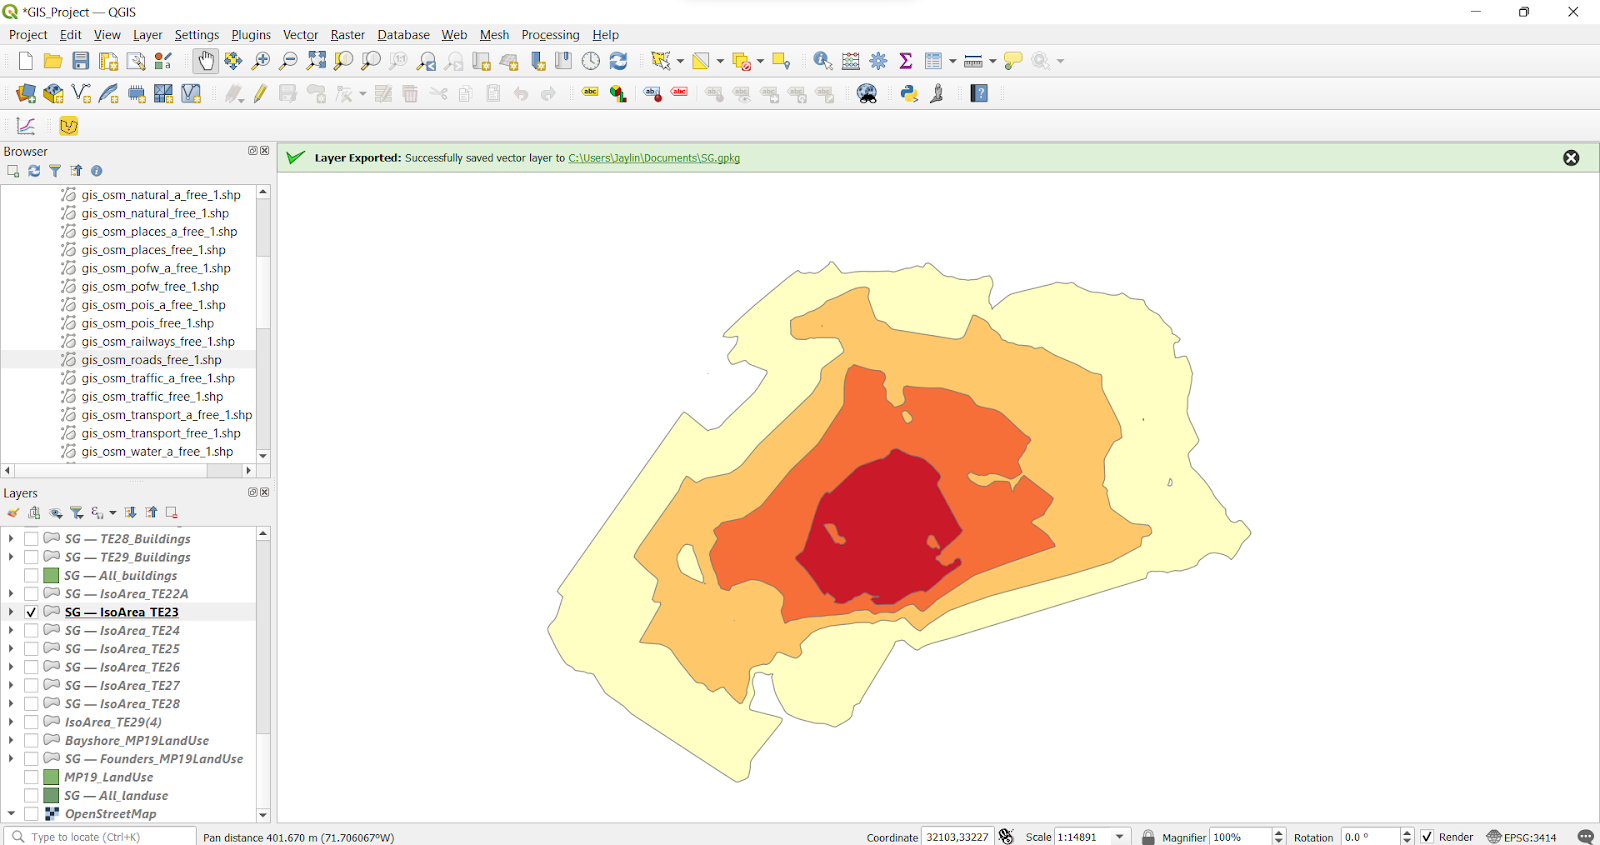 *GIS_Project — QGIS
Project Edit View Layer Settings Plugins Vector Raster Database Web Mesh Processing Help
abc abc abc
Browser
Layer Exported: Successfully saved vector layer to C:\Users\Jaylin\Documents\SG.gpkg
gis_osm_natural_a_free_1.shp
gis_osm_natural_free_1.shp
gis_osm_places_a_free_1.shp
gis_osm_places_free_1.shp
gis_osm_pofw_a_free_1.shp
gis_osm_pofw_free_1.shp
gis_osm_pois_a_free_1.shp
gis_osm_pois_free_1.shp
gis_osm_railways_free_1.shp
gis_osm_roads_free_1.shp
gis_osm_traffic_a_free_1.shp
gis_osm_traffic_free_1.shp
gis_osm_transport_a_free_1.shp
gis_osm_transport_free_1.shp
gis_osm_water_a_free_1.shp
Layers
SG — TE28_Buildings
SG — TE29_Buildings
SG — All_buildings
SG — IsoArea_TE22A
SG — IsoArea_TE23
SG — IsoArea_TE24
SG — IsoArea_TE25
SG — IsoArea_TE26
SG — IsoArea_TE27
SG — IsoArea_TE28
IsoArea_TE29(4)
Bayshore_MP19LandUse
SG — Founders_MP19LandUse
MP19_LandUse
SG — All_landuse
OpenStreetMap
Type to locate (Ctrl+K) Pan distance 401.670 m (71.706067°W) Coordinate 32103,33227 Scale 1:14891 Magnifier 100% Rotation 0.0 ° Render EPSG:3414